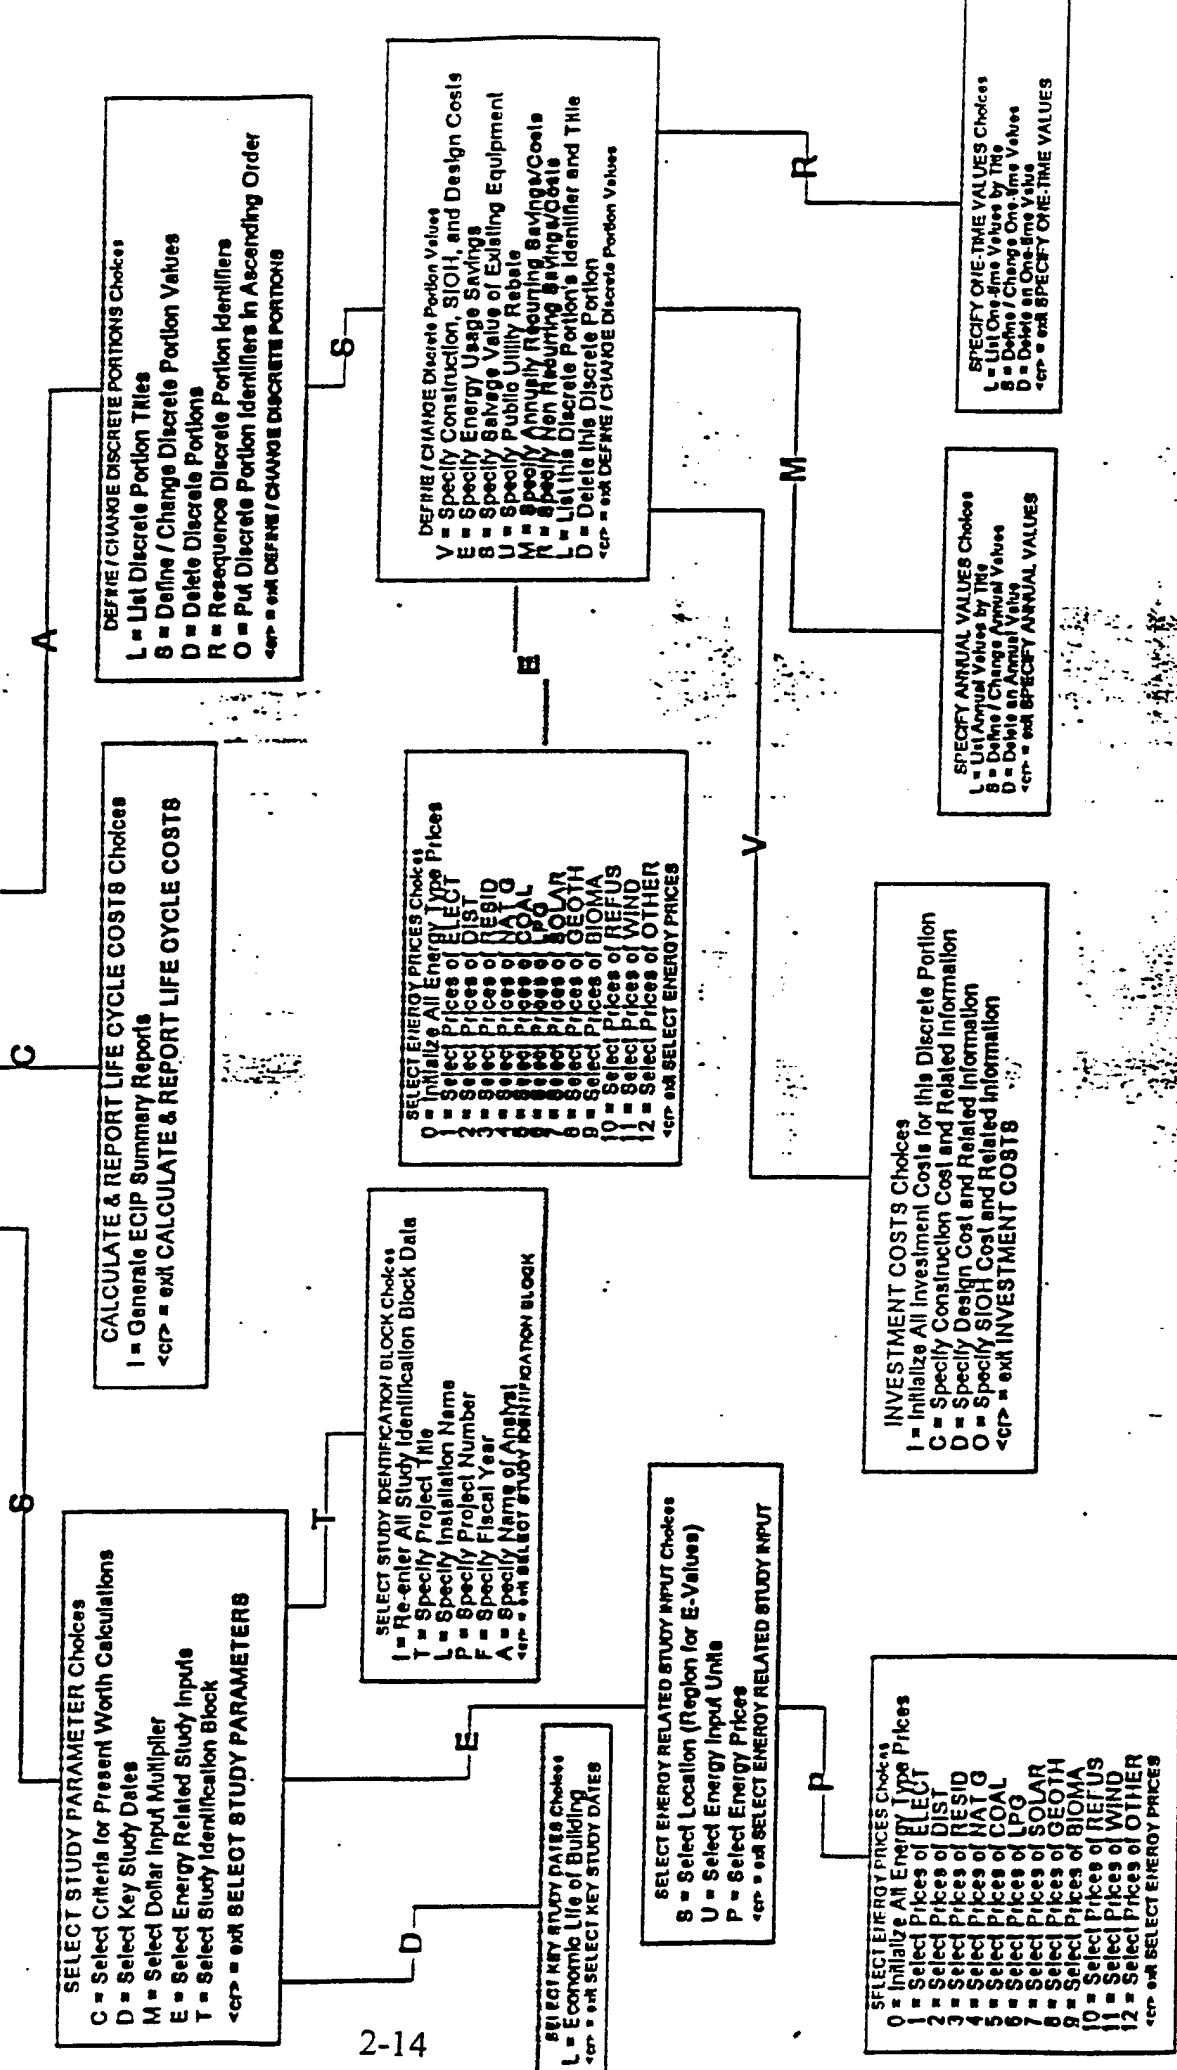 S
C
A
SELECT STUDY PARAMETER Choices
C = Select Criteria for Present Worth Calculations
D = Select Key Study Dates
M = Select Dollar Input Multiplier
E = Select Energy Related Study Inputs
T = Select Study Identification Block
<cr> = exit SELECT STUDY PARAMETERS
CALCULATE & REPORT LIFE CYCLE COSTS Choices
I = Generate ECIP Summary Reports
<cr> = exit CALCULATE & REPORT LIFE CYCLE COSTS
DEFINE / CHANGE DISCRETE PORTIONS Choices
L = List Discrete Portion Titles
S = Define / Change Discrete Portion Values
D = Delete Discrete Portions
R = Resequence Discrete Portion Identifiers
O = Put Discrete Portion Identifiers in Ascending Order
<cr> = exit DEFINE / CHANGE DISCRETE PORTIONS
D
E
T
S
SELECT STUDY IDENTIFICATION BLOCK Choices
I = Re-enter All Study Identification Block Data
T = Specify Project Title
L = Specify Installation Name
P = Specify Project Number
F = Specify Fiscal Year
A = Specify Name of Analyst
<cr> = exit SELECT STUDY IDENTIFICATION BLOCK
SELECT ENERGY PRICES Choices
0 = Initialize All Energy Type Prices
1 = Select Prices of ELECT
2 = Select Prices of DIST
3 = Select Prices of RESID
4 = Select Prices of NAT G
5 = Select Prices of COAL
6 = Select Prices of LPG
7 = Select Prices of SOLAR
8 = Select Prices of GEOTH
9 = Select Prices of BIOMA
10 = Select Prices of REFUS
11 = Select Prices of WIND
12 = Select Prices of OTHER
<cr> = exit SELECT ENERGY PRICES
E
DEFINE / CHANGE Discrete Portion Values
V = Specify Construction, SIOH, and Design Costs
E = Specify Energy Usage Savings
S = Specify Salvage Value of Existing Equipment
U = Specify Public Utility Rebate
M = Specify Annually Recurring Savings/Costs
R = Specify Non Recurring Savings/Costs
L = List this Discrete Portion's Identifier and Title
D = Delete this Discrete Portion
<cr> = exit DEFINE / CHANGE Discrete Portion Values
SELECT KEY STUDY DATES Choices
L = Economic Life of Building
<cr> = exit SELECT KEY STUDY DATES
SELECT ENERGY RELATED STUDY INPUT Choices
S = Select Location (Region for E-Values)
U = Select Energy Input Units
P = Select Energy Prices
<cr> = exit SELECT ENERGY RELATED STUDY INPUT
P
V
M
R
SELECT ENERGY PRICES Choices
0 = Initialize All Energy Type Prices
1 = Select Prices of ELECT
2 = Select Prices of DIST
3 = Select Prices of RESID
4 = Select Prices of NAT G
5 = Select Prices of COAL
6 = Select Prices of LPG
7 = Select Prices of SOLAR
8 = Select Prices of GEOTH
9 = Select Prices of BIOMA
10 = Select Prices of REFUS
11 = Select Prices of WIND
12 = Select Prices of OTHER
<cr> = exit SELECT ENERGY PRICES
INVESTMENT COSTS Choices
I = Initialize All Investment Costs for this Discrete Portion
C = Specify Construction Cost and Related Information
D = Specify Design Cost and Related Information
O = Specify SIOH Cost and Related Information
<cr> = exit INVESTMENT COSTS
SPECIFY ANNUAL VALUES Choices
L = List Annual Values by Title
S = Define / Change Annual Values
D = Delete an Annual Value
<cr> = exit SPECIFY ANNUAL VALUES
SPECIFY ONE-TIME VALUES Choices
L = List One-time Values by Title
S = Define / Change One-time Values
D = Delete an One-time Value
<cr> = exit SPECIFY ONE-TIME VALUES
2-14